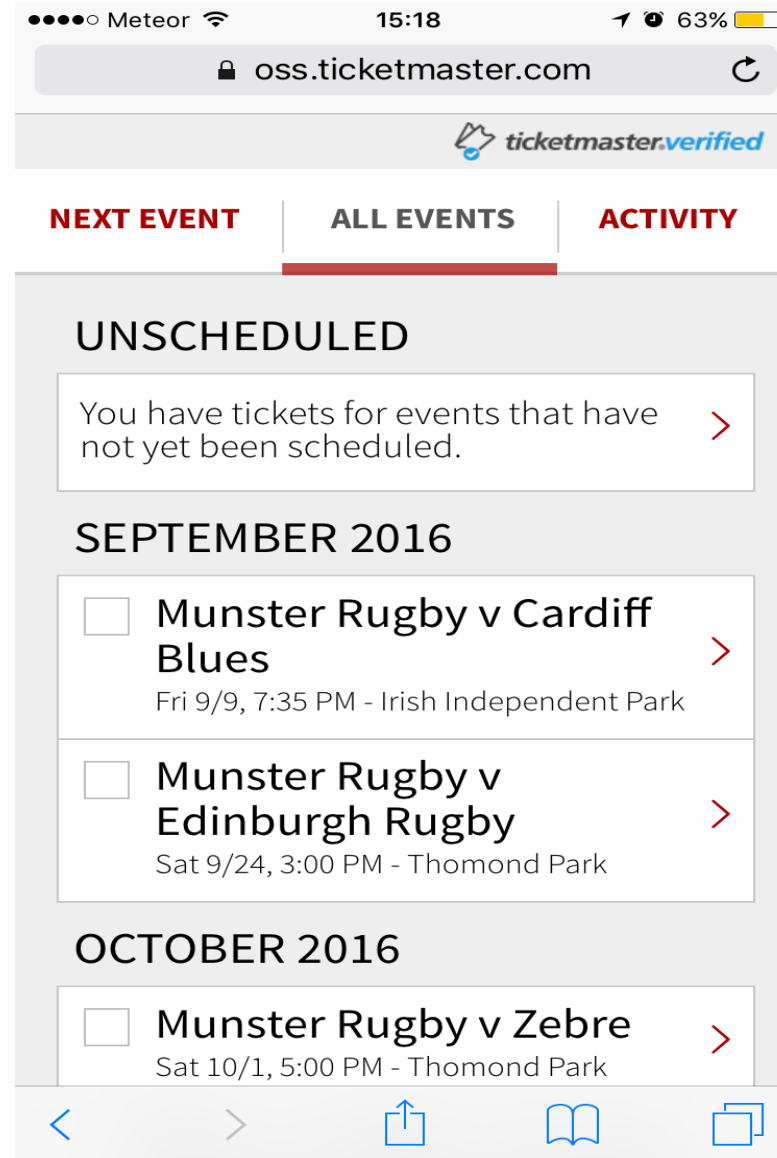 Meteor 15:18 63%
oss.ticketmaster.com
ticketmaster.verified
NEXT EVENT ALL EVENTS ACTIVITY
UNSCHEDULED
You have tickets for events that have
not yet been scheduled.
SEPTEMBER 2016
Munster Rugby v Cardiff
Blues
Fri 9/9, 7:35 PM - Irish Independent Park
Munster Rugby v
Edinburgh Rugby
Sat 9/24, 3:00 PM - Thomond Park
OCTOBER 2016
Munster Rugby v Zebre
Sat 10/1, 5:00 PM - Thomond Park